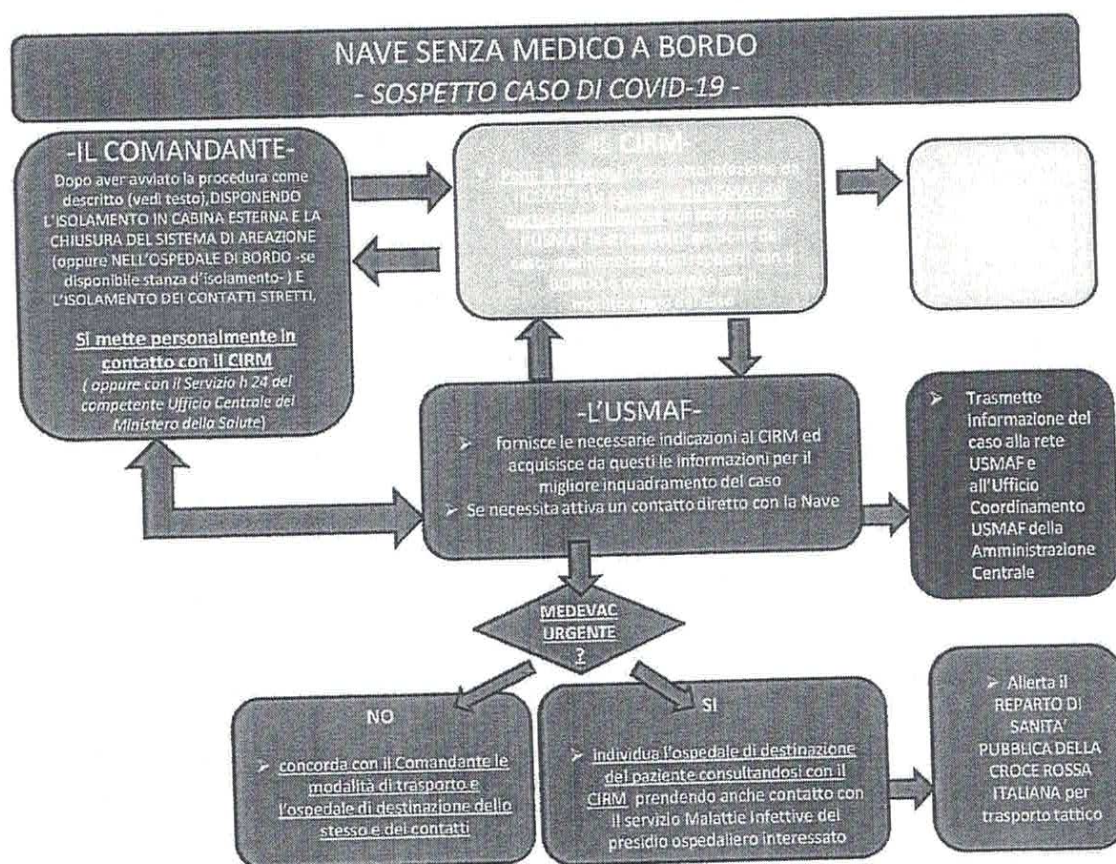 NAVE SENZA MEDICO A BORDO
- SOSPETTO CASO DI COVID-19 -
-IL COMANDANTE-
Dopo aver avviato la procedura come
descritto (vedi testo), DISPONENDO
L'ISOLAMENTO IN CABINA ESTERNA E LA
CHIUSURA DEL SISTEMA DI AREAZIONE
(oppure NELL'OSPEDALE DI BORDO -se
disponibile stanza d'isolamento- ) E
L'ISOLAMENTO DEI CONTATTI STRETTI,
Si mette personalmente in
contatto con il CIRM
( oppure con il Servizio h 24 del
competente Ufficio Centrale del
Ministero della Salute)
-IL CIRM-
BORDO
caso
-L'USMAF-
➢ fornisce le necessarie indicazioni al CIRM ed
acquisisce da questi le informazioni per il
migliore inquadramento del caso
➢ Se necessita attiva un contatto diretto con la Nave
➢ Trasmette
Informazione del
caso alla rete
USMAF e
all'Ufficio
Coordinamento
USMAF della
Amministrazione
Centrale
MEDEVAC
URGENTE
?
NO
➢ concorda con il Comandante le
modalità di trasporto e
l'ospedale di destinazione dello
stesso e dei contatti
SI
➢ individua l'ospedale di destinazione
del paziente consultandosi con il
CIRM prendendo anche contatto con
il servizio Malattie Infettive del
presidio ospedaliero interessato
➢ Allerta il
REPARTO DI
SANITA'
PUBBLICA DELLA
CROCE ROSSA
ITALIANA per
trasporto tattico